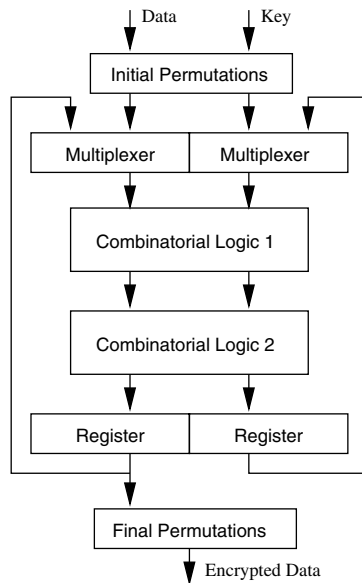 Data Key
Initial Permutations
Multiplexer Multiplexer
Combinatorial Logic 1
Combinatorial Logic 2
Register Register
Final Permutations
Encrypted Data